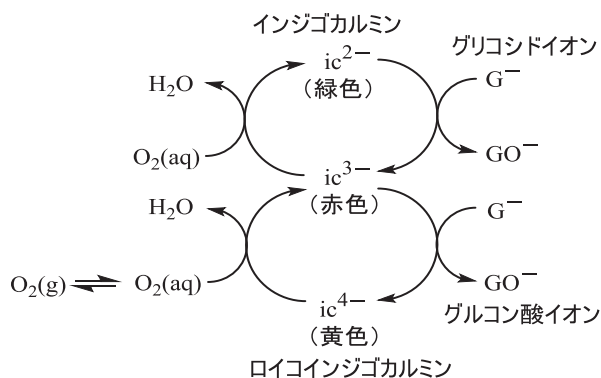 インジゴカルミン
ic²⁻
グリコシドイオン
(緑色)
G⁻
H₂O
O₂(aq)
GO⁻
ic³⁻
(赤色)
H₂O
G⁻
O₂(g) ⇌ O₂(aq)
GO⁻
ic⁴⁻
グルコン酸イオン
(黄色)
ロイコインジゴカルミン